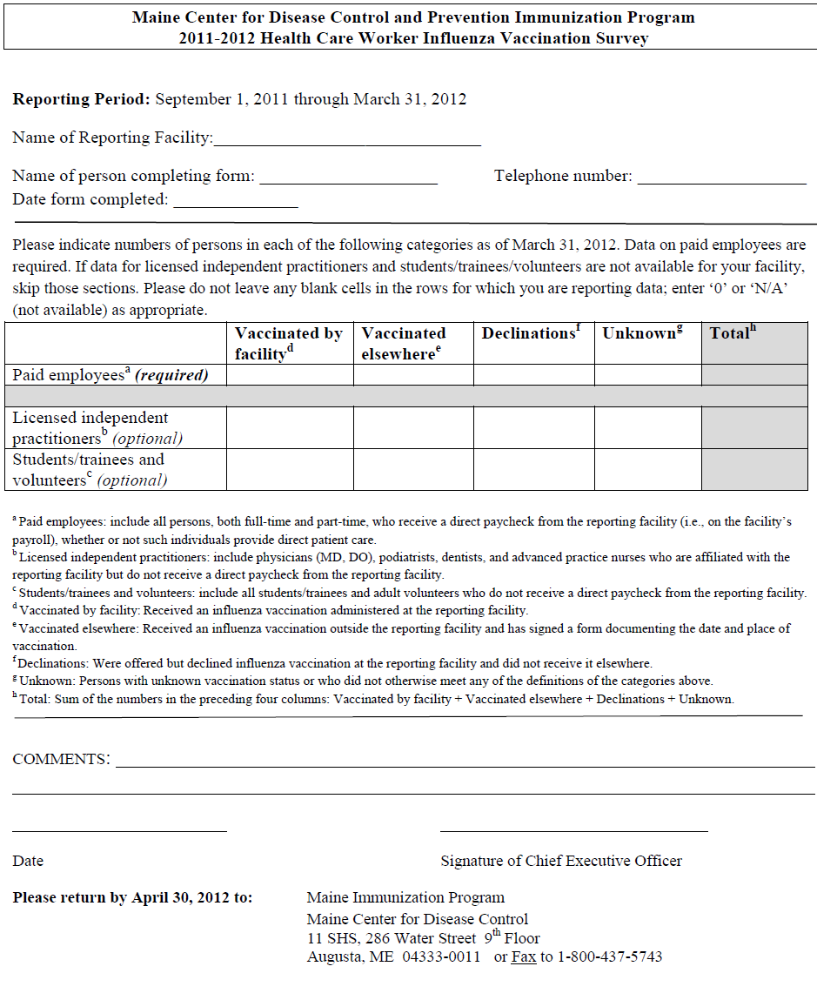 Maine Center for Disease Control and Prevention Immunization Program
2011-2012 Health Care Worker Influenza Vaccination Survey
Reporting Period: September 1, 2011 through March 31, 2012
Name of Reporting Facility:________________________________
Name of person completing form: _____________________ Telephone number: ____________________
Date form completed: _______________
Please indicate numbers of persons in each of the following categories as of March 31, 2012. Data on paid employees are
required. If data for licensed independent practitioners and students/trainees/volunteers are not available for your facility,
skip those sections. Please do not leave any blank cells in the rows for which you are reporting data; enter ‘0’ or ‘N/A’
(not available) as appropriate.
Vaccinated by facility^d Vaccinated elsewhere^e Declinations^f Unknown^g Total^h
Paid employees^a (required)
Licensed independent
practitioners^b (optional)
Students/trainees and
volunteers^c (optional)
^a Paid employees: include all persons, both full-time and part-time, who receive a direct paycheck from the reporting facility (i.e., on the facility’s
payroll), whether or not such individuals provide direct patient care.
^b Licensed independent practitioners: include physicians (MD, DO), podiatrists, dentists, and advanced practice nurses who are affiliated with the
reporting facility but do not receive a direct paycheck from the reporting facility.
^c Students/trainees and volunteers: include all students/trainees and adult volunteers who do not receive a direct paycheck from the reporting facility.
^d Vaccinated by facility: Received an influenza vaccination administered at the reporting facility.
^e Vaccinated elsewhere: Received an influenza vaccination outside the reporting facility and has signed a form documenting the date and place of
vaccination.
^f Declinations: Were offered but declined influenza vaccination at the reporting facility and did not receive it elsewhere.
^g Unknown: Persons with unknown vaccination status or who did not otherwise meet any of the definitions of the categories above.
^h Total: Sum of the numbers in the preceding four columns: Vaccinated by facility + Vaccinated elsewhere + Declinations + Unknown.
COMMENTS: ____________________
Date Signature of Chief Executive Officer
Please return by April 30, 2012 to: Maine Immunization Program
Maine Center for Disease Control
11 SHS, 286 Water Street 9th Floor
Augusta, ME 04333-0011 or Fax to 1-800-437-5743